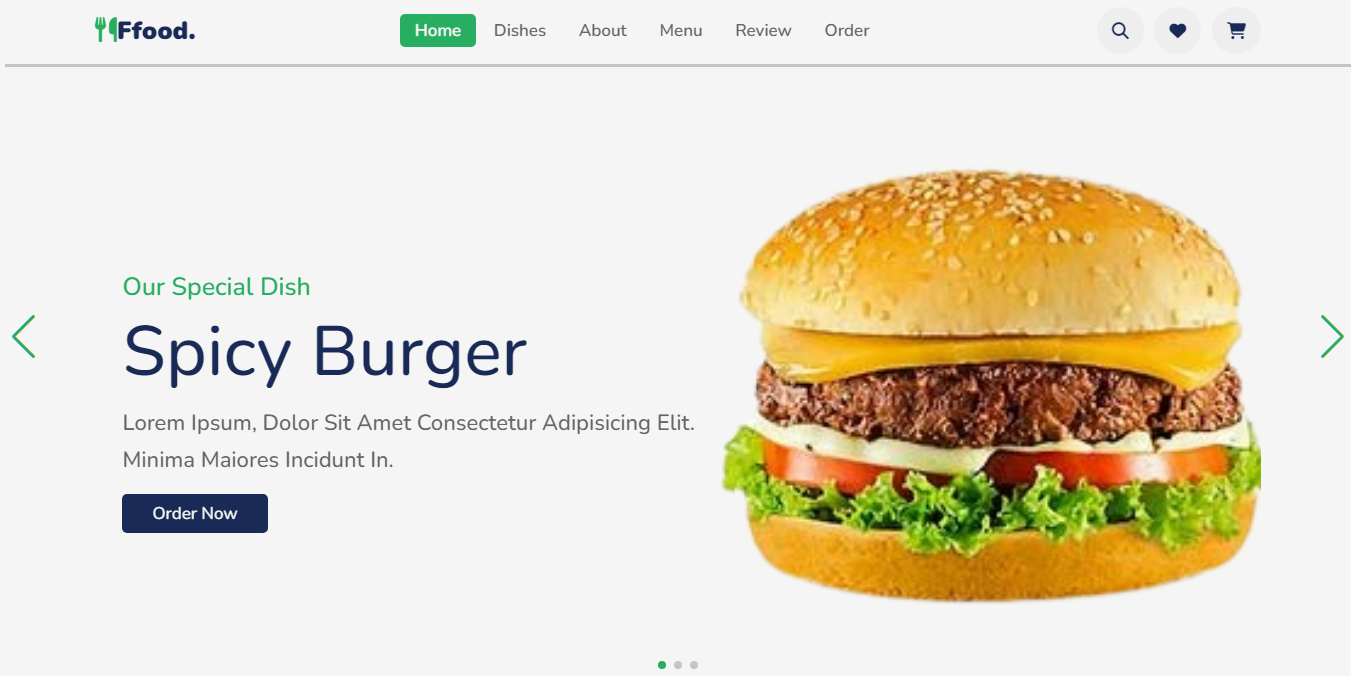 Ffood.
Home Dishes About Menu Review Order
Our Special Dish
Spicy Burger
Lorem Ipsum, Dolor Sit Amet Consectetur Adipisicing Elit.
Minima Maiores Incidunt In.
Order Now